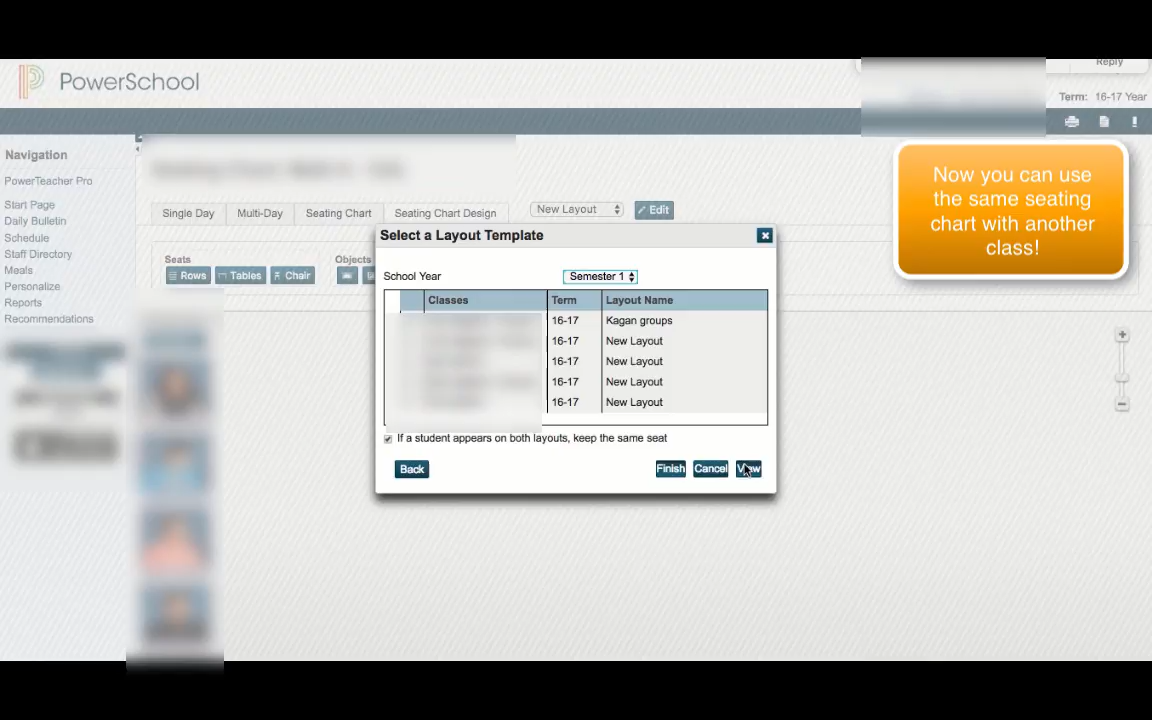 Reply
PowerSchool
Term: 16-17 Year
Navigation
PowerTeacher Pro
Start Page
Daily Bulletin
Schedule
Staff Directory
Meals
Personalize
Reports
Recommendations
Single Day
Multi-Day
Seating Chart
Seating Chart Design
New Layout
Edit
Seats
Rows
Tables
Chair
Objects
Now you can use
the same seating
chart with another
class!
Select a Layout Template
School Year
Semester 1
Classes Term Layout Name
16-17 Kagan groups
16-17 New Layout
16-17 New Layout
16-17 New Layout
16-17 New Layout
If a student appears on both layouts, keep the same seat
Back
Finish
Cancel
View